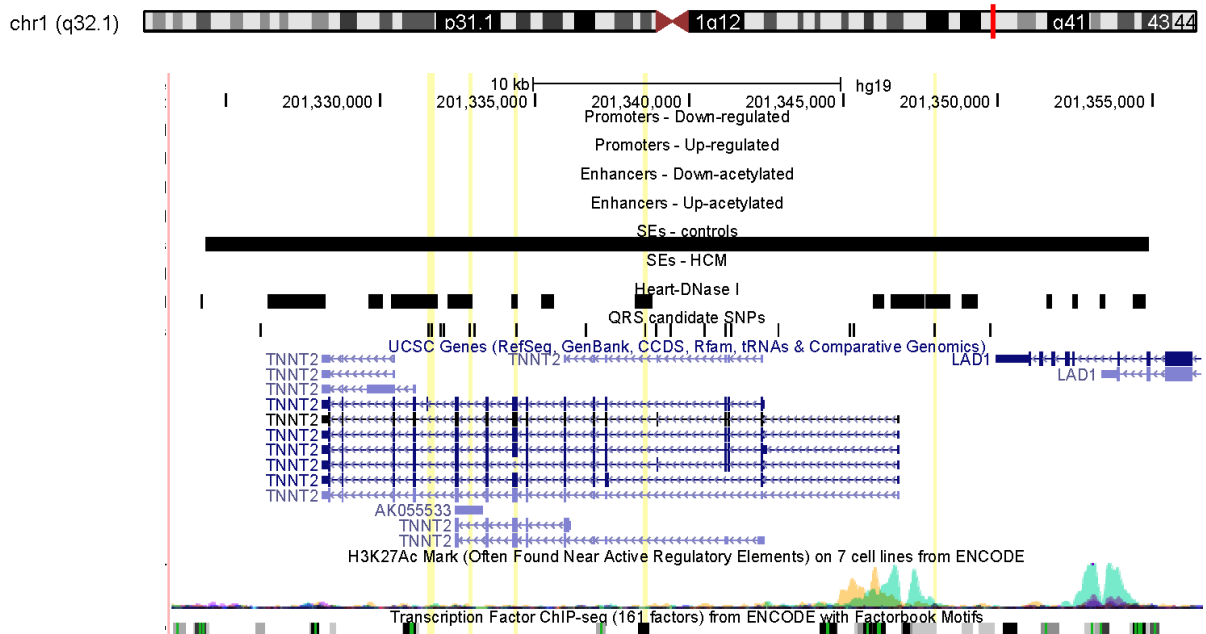 chr1 (q32.1) p31.1 1q12 q41 43 44
10 kb hg19
201,330,000 201,335,000 201,340,000 201,345,000 201,350,000 201,355,000
Promoters - Down-regulated
Promoters - Up-regulated
Enhancers - Down-acetylated
Enhancers - Up-acetylated
SEs - controls
SEs - HCM
Heart-DNase I
QRS candidate SNPs
UCSC Genes (RefSeq, GenBank, CCDS, Rfam, tRNAs & Comparative Genomics)
TNNT2 TNNT2 LAD1
TNNT2 LAD1
TNNT2
TNNT2
TNNT2
TNNT2
TNNT2
TNNT2
TNNT2
TNNT2
AK055533
TNNT2
TNNT2
H3K27Ac Mark (Often Found Near Active Regulatory Elements) on 7 cell lines from ENCODE
Transcription Factor ChIP-seq (161 factors) from ENCODE with Factorbook Motifs